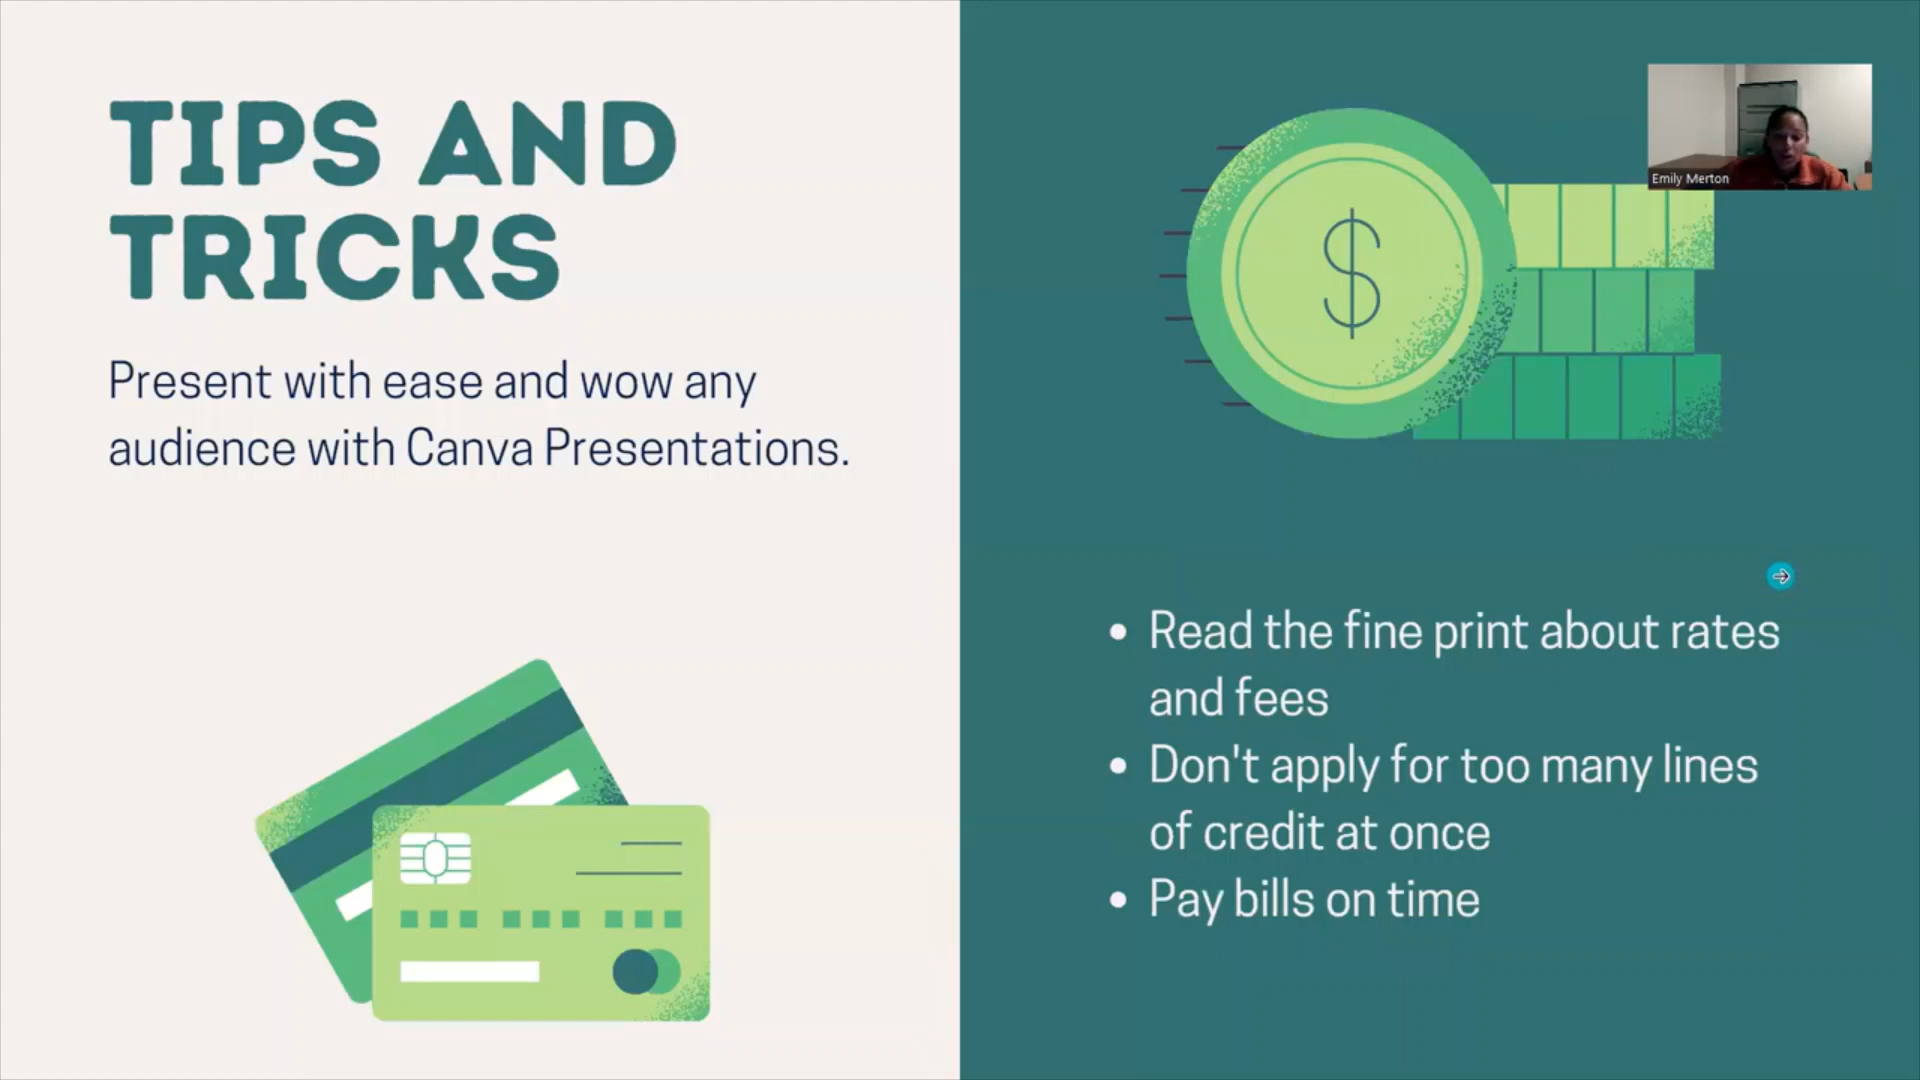 TIPS AND
TRICKS
Present with ease and wow any
audience with Canva Presentations.
$
Emily Merton
• Read the fine print about rates
and fees
• Don't apply for too many lines
of credit at once
• Pay bills on time